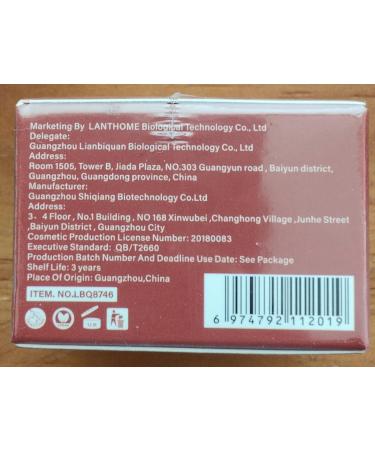 Marketing By LANTHOME Biological Technology Co., Ltd
Delegate:
Guangzhou Lianbiquan Biological Technology Co., Ltd
Address:
Room 1505, Tower B, Jiada Plaza, NO.303 Guangyun road , Baiyun district,
Guangzhou, Guangdong province, China
Manufacturer:
Guangzhou Shiqiang Biotechnology Co.Ltd
Address:
3、4 Floor , No.1 Building , NO 168 Xinwubei ,Changhong Village ,Junhe Street
,Baiyun District , Guangzhou City
Cosmetic Production License Number: 20180083
Executive Standard: QB/T2660
Production Batch Number And Deadline Use Date: See Package
Shelf Life: 3 years
Place Of Origin: Guangzhou,China
ITEM. NO.LBQ8746
6 974792 112019